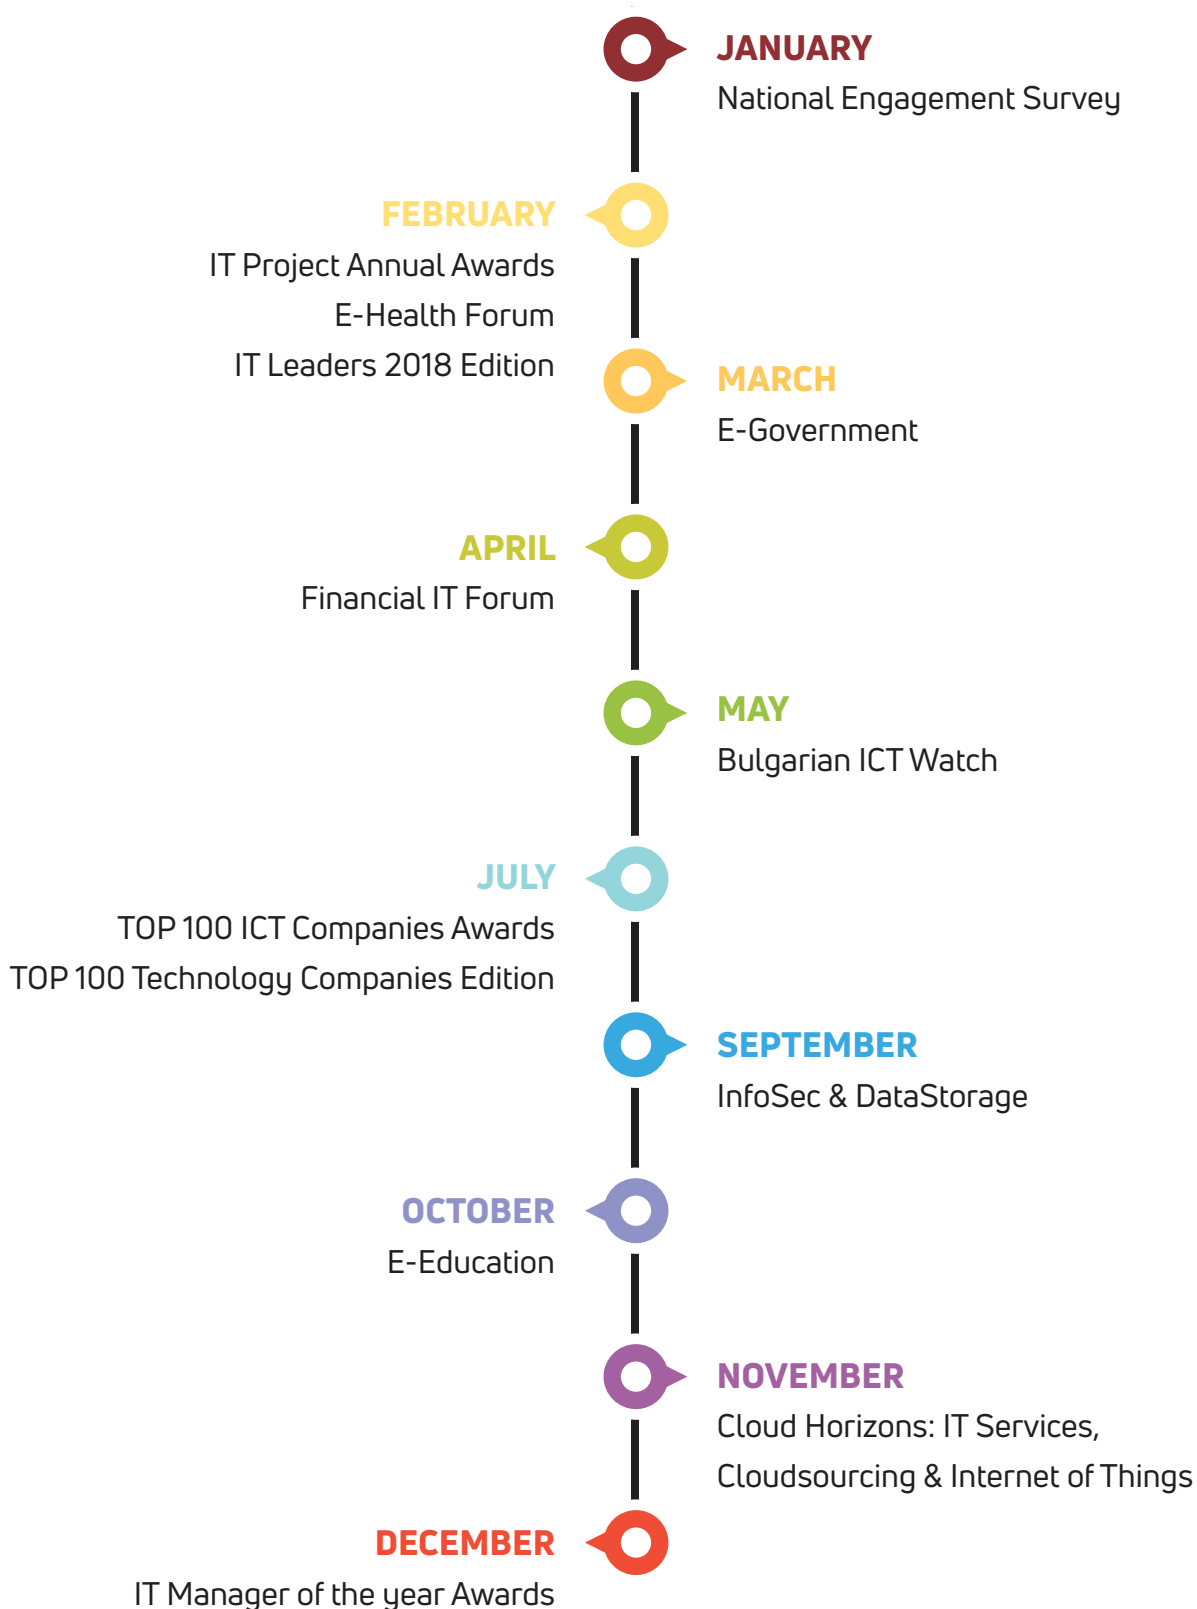 JANUARY
National Engagement Survey
FEBRUARY
IT Project Annual Awards
E-Health Forum
IT Leaders 2018 Edition
MARCH
E-Government
APRIL
Financial IT Forum
MAY
Bulgarian ICT Watch
JULY
TOP 100 ICT Companies Awards
TOP 100 Technology Companies Edition
SEPTEMBER
InfoSec & DataStorage
OCTOBER
E-Education
NOVEMBER
Cloud Horizons: IT Services,
Cloudsourcing & Internet of Things
DECEMBER
IT Manager of the year Awards